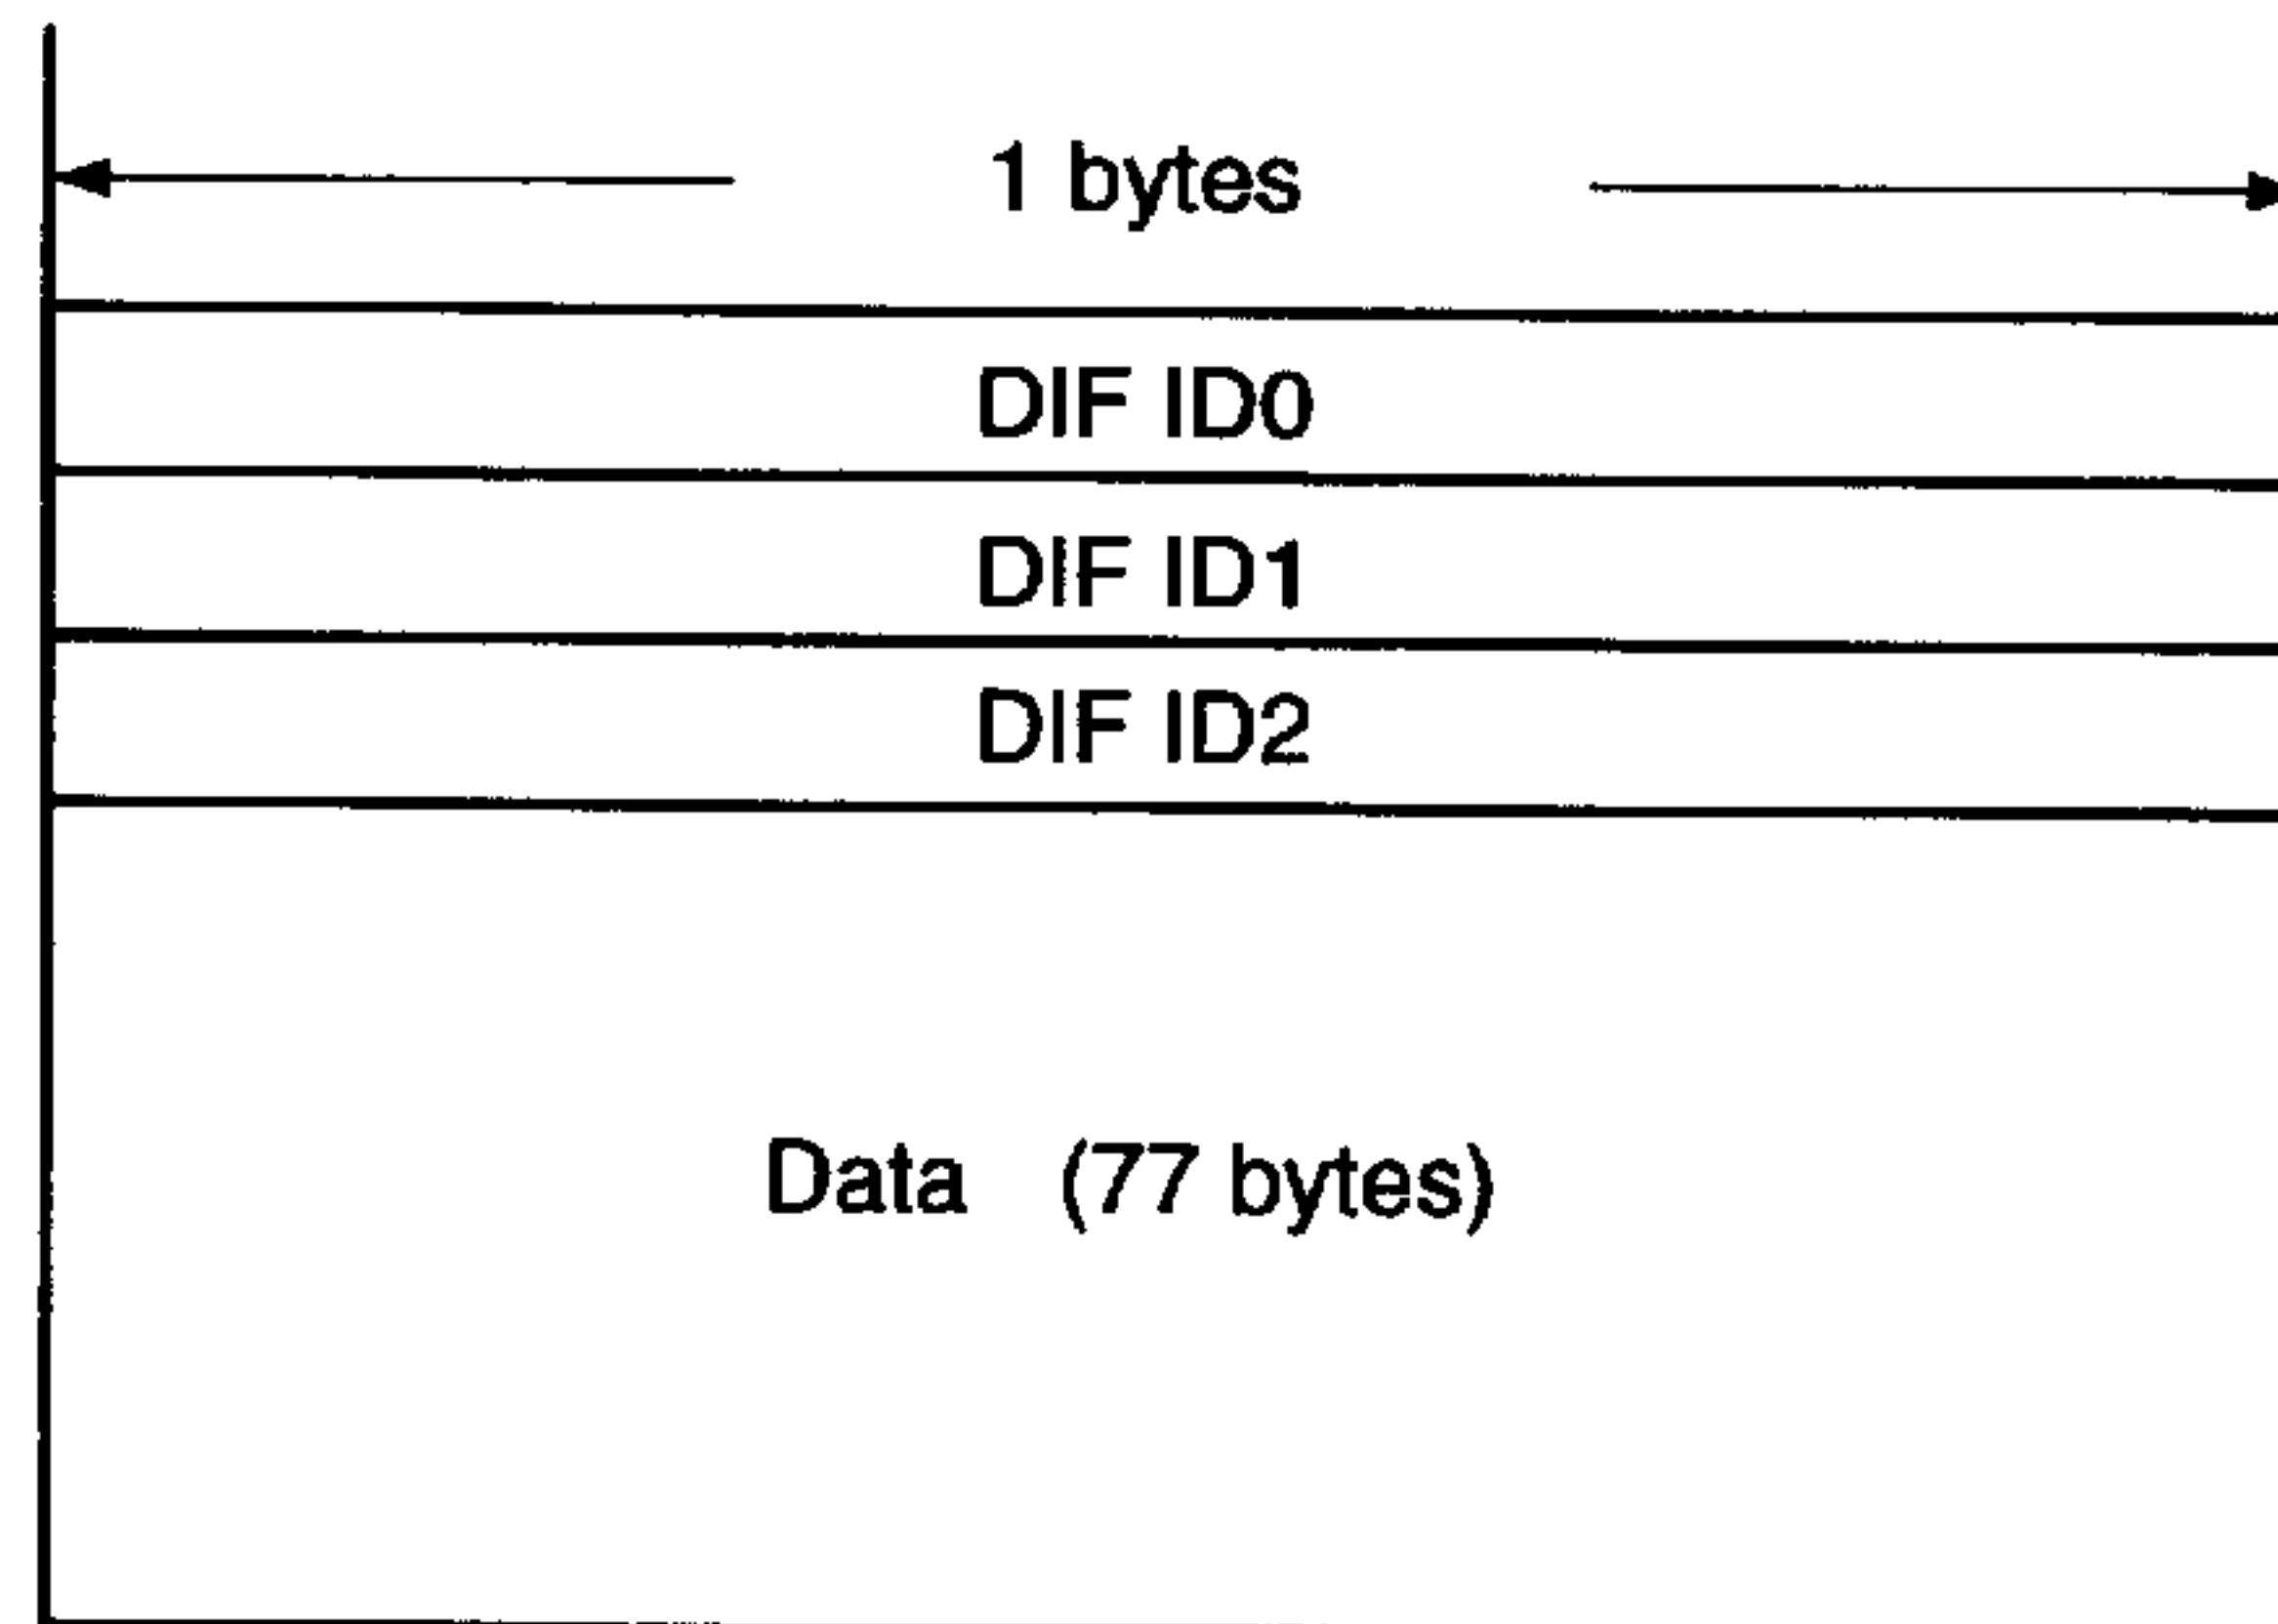 1 bytes
DIF ID0
DIF ID1
DIF ID2
Data (77 bytes)